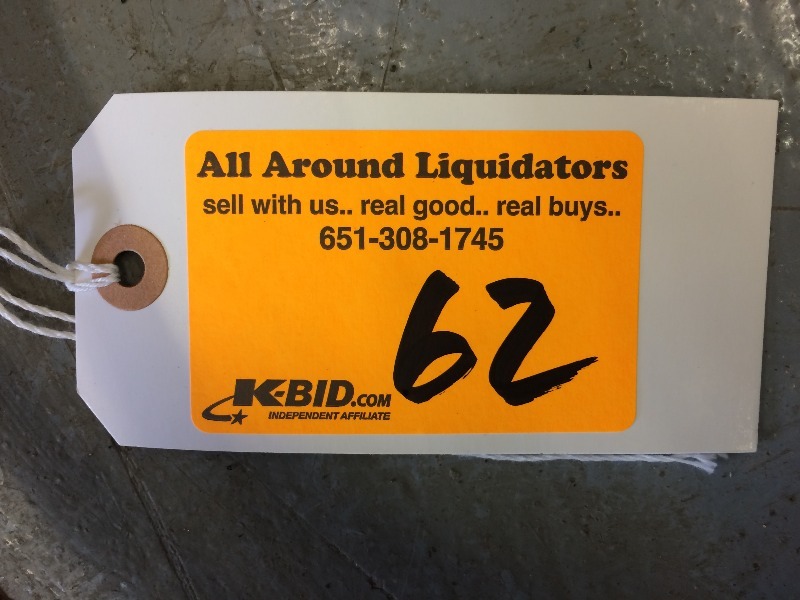 All Around Liquidators
sell with us.. real good.. real buys..
651-308-1745
62
K-BID.COM
INDEPENDENT AFFILIATE